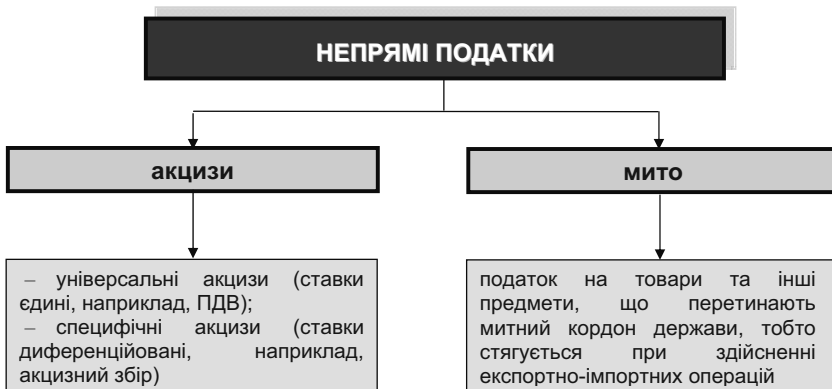 НЕПРЯМІ ПОДАТКИ
акцизи
мито
– універсальні акцизи (ставки
єдині, наприклад, ПДВ);
– специфічні акцизи (ставки
диференційовані, наприклад,
акцизний збір)
податок на товари та інші
предмети, що перетинають
митний кордон держави, тобто
стягується при здійсненні
експортно-імпортних операцій